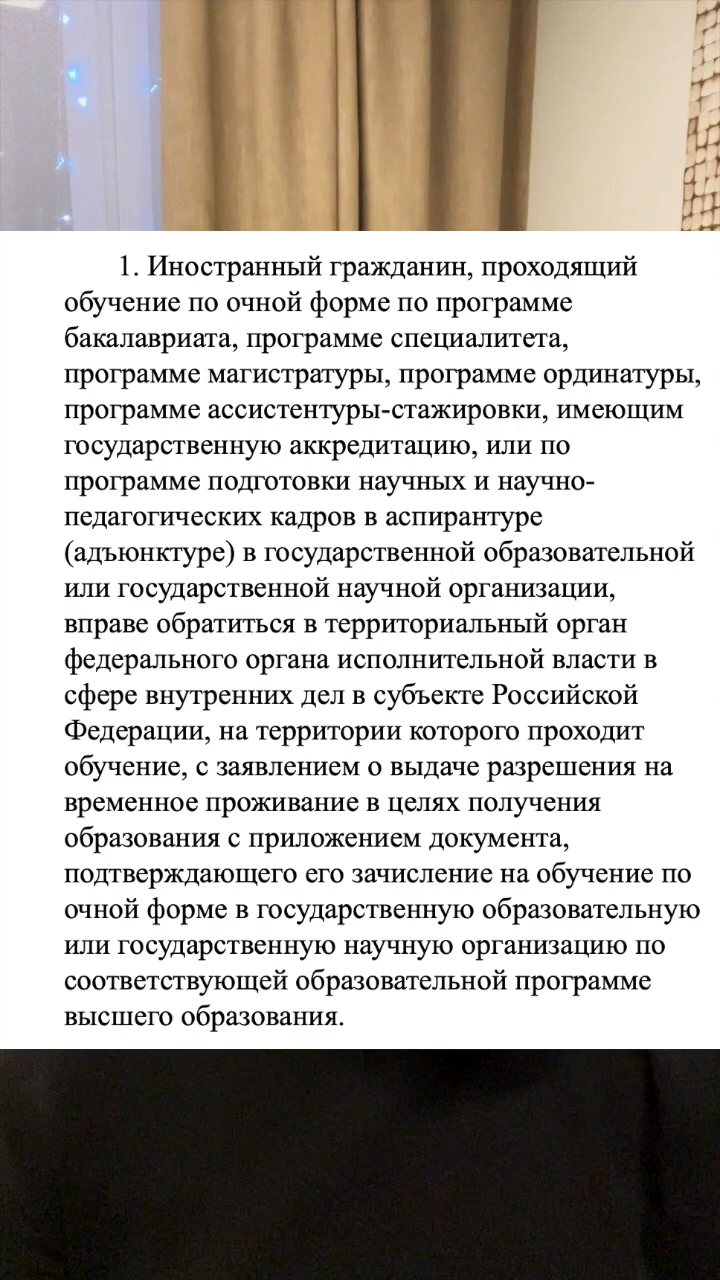 1. Иностранный гражданин, проходящий
обучение по очной форме по программе
бакалавриата, программе специалитета,
программе магистратуры, программе ординатуры,
программе ассистентуры-стажировки, имеющим
государственную аккредитацию, или по
программе подготовки научных и научно-
педагогических кадров в аспирантуре
(адъюнктуре) в государственной образовательной
или государственной научной организации,
вправе обратиться в территориальный орган
федерального органа исполнительной власти в
сфере внутренних дел в субъекте Российской
Федерации, на территории которого проходит
обучение, с заявлением о выдаче разрешения на
временное проживание в целях получения
образования с приложением документа,
подтверждающего его зачисление на обучение по
очной форме в государственную образовательную
или государственную научную организацию по
соответствующей образовательной программе
высшего образования.